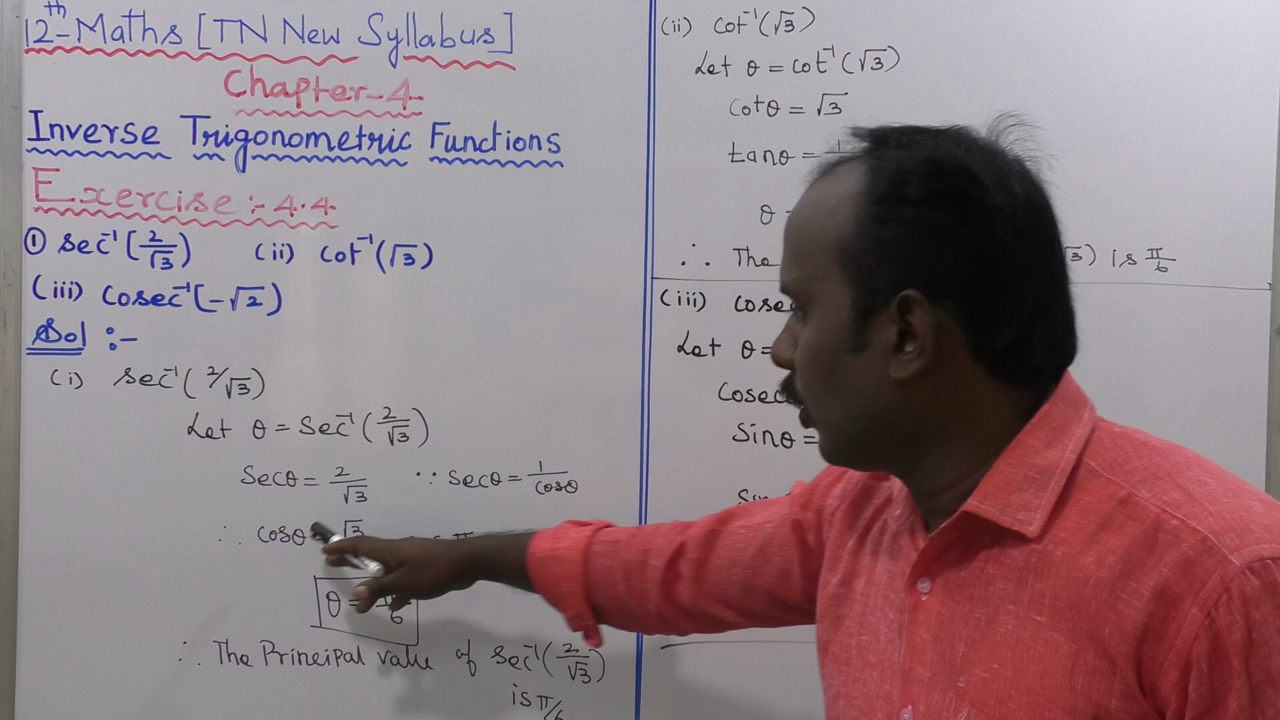 12th-Maths [TN New Syllabus]
Chapter-4
Inverse Trigonometric Functions
Exercise:-4.4
① sec⁻¹(2/√3) (ii) cot⁻¹(√3)
(iii) cosec⁻¹(-√2)
Sol :-
(i) sec⁻¹(2/√3)
Let θ = Sec⁻¹(2/√3)
Secθ = 2/√3 ∵ secθ = 1/cosθ
∴ cosθ √3
θ = π/6
∴ The Principal value of sec⁻¹(2/√3)
is π/6
(ii) cot⁻¹(√3)
Let θ = cot⁻¹(√3)
cotθ = √3
tanθ =
θ =
∴ The √3) is π/6
(iii) cosec
Let θ =
Cosec
Sinθ =